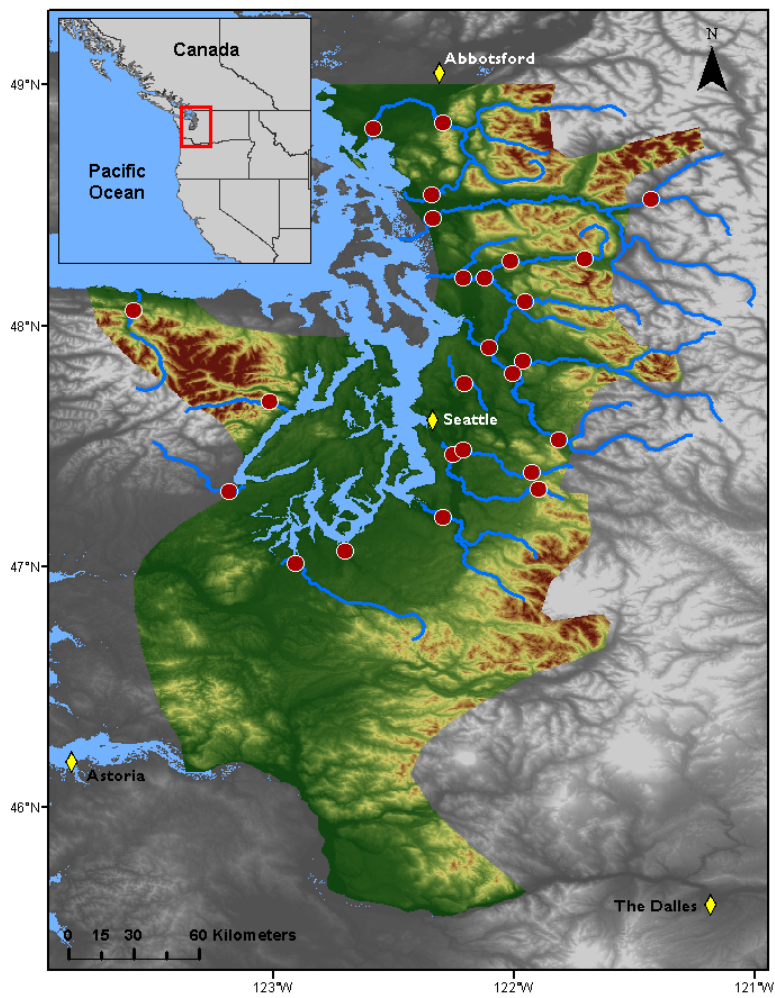 Canada
Pacific
Ocean
Abbotsford
N
49°N
48°N
Seattle
47°N
46°N
Astoria
The Dalles
0 15 30 60 Kilometers
123°W
122°W
121°W